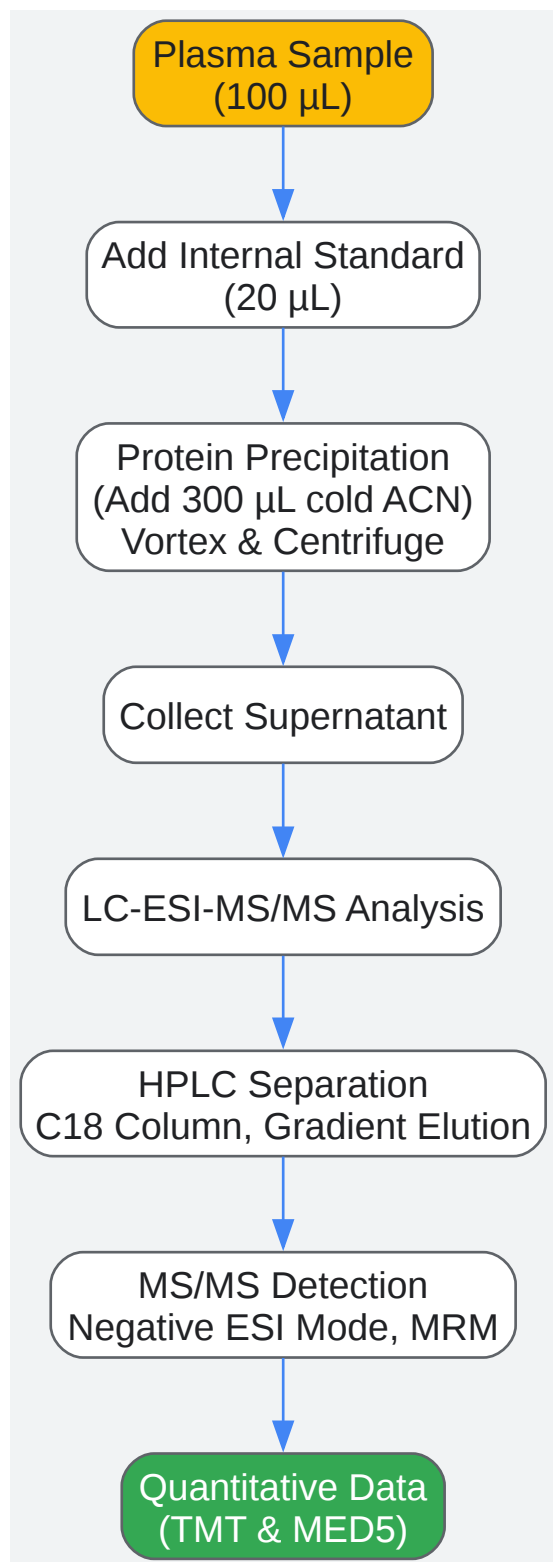 Plasma Sample
(100 µL)
Add Internal Standard
(20 µL)
Protein Precipitation
(Add 300 µL cold ACN)
Vortex & Centrifuge
Collect Supernatant
LC-ESI-MS/MS Analysis
HPLC Separation
C18 Column, Gradient Elution
MS/MS Detection
Negative ESI Mode, MRM
Quantitative Data
(TMT & MED5)